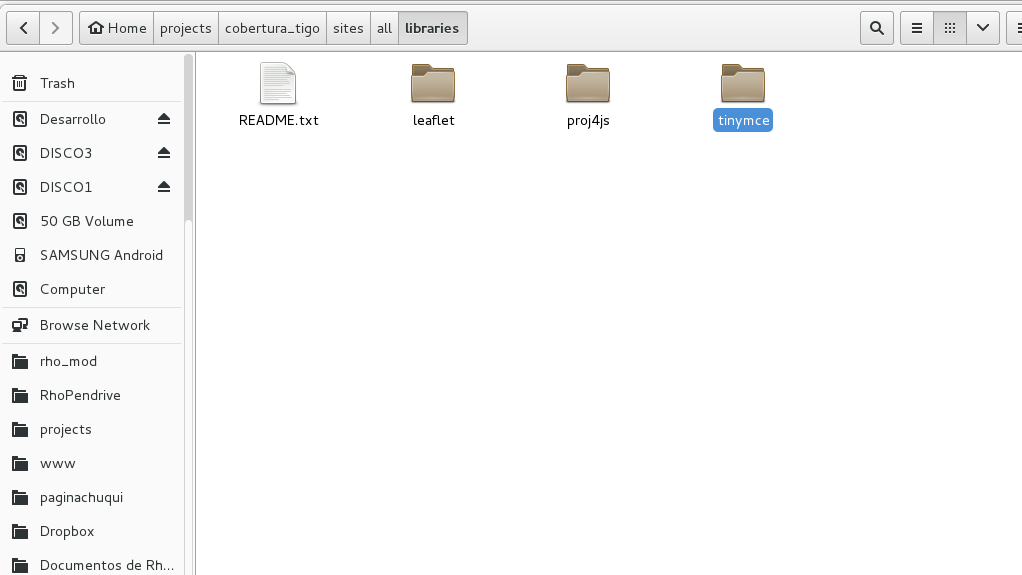 Home projects cobertura_tigo sites all libraries
Trash
Desarrollo
DISCO3
DISCO1
50 GB Volume
SAMSUNG Android
Computer
Browse Network
rho_mod
RhoPendrive
projects
www
paginachuqui
Dropbox
Documentos de Rh...
README.txt leaflet proj4js tinymce